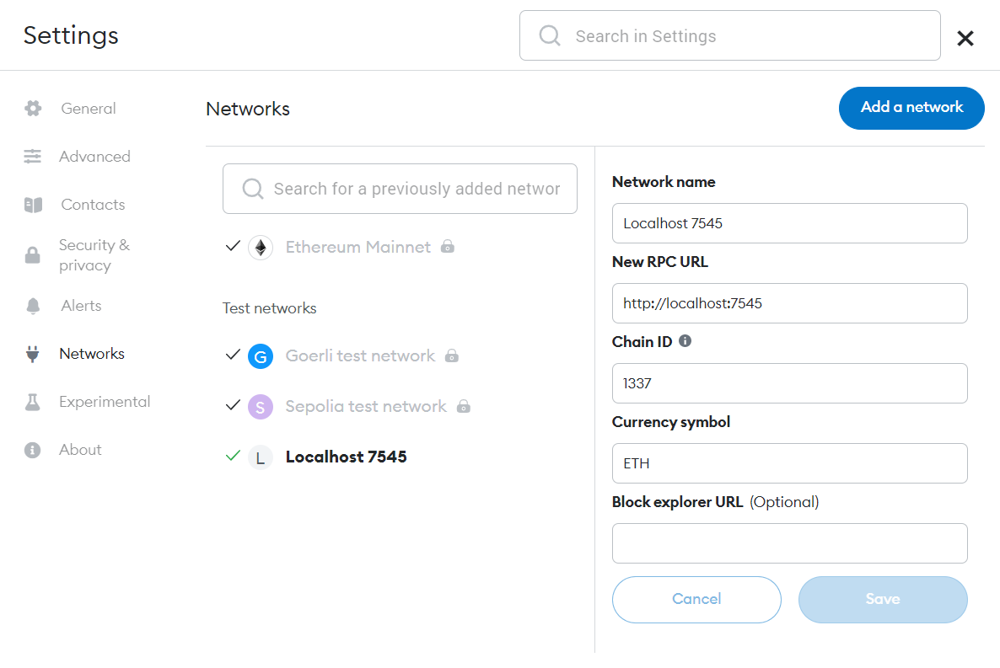 Settings
Search in Settings
General
Advanced
Contacts
Security &
privacy
Alerts
Networks
Experimental
About
Networks
Add a network
Search for a previously added networ
Ethereum Mainnet
Test networks
G Goerli test network
S Sepolia test network
L Localhost 7545
Network name
Localhost 7545
New RPC URL
http://localhost:7545
Chain ID
1337
Currency symbol
ETH
Block explorer URL (Optional)
Cancel
Save